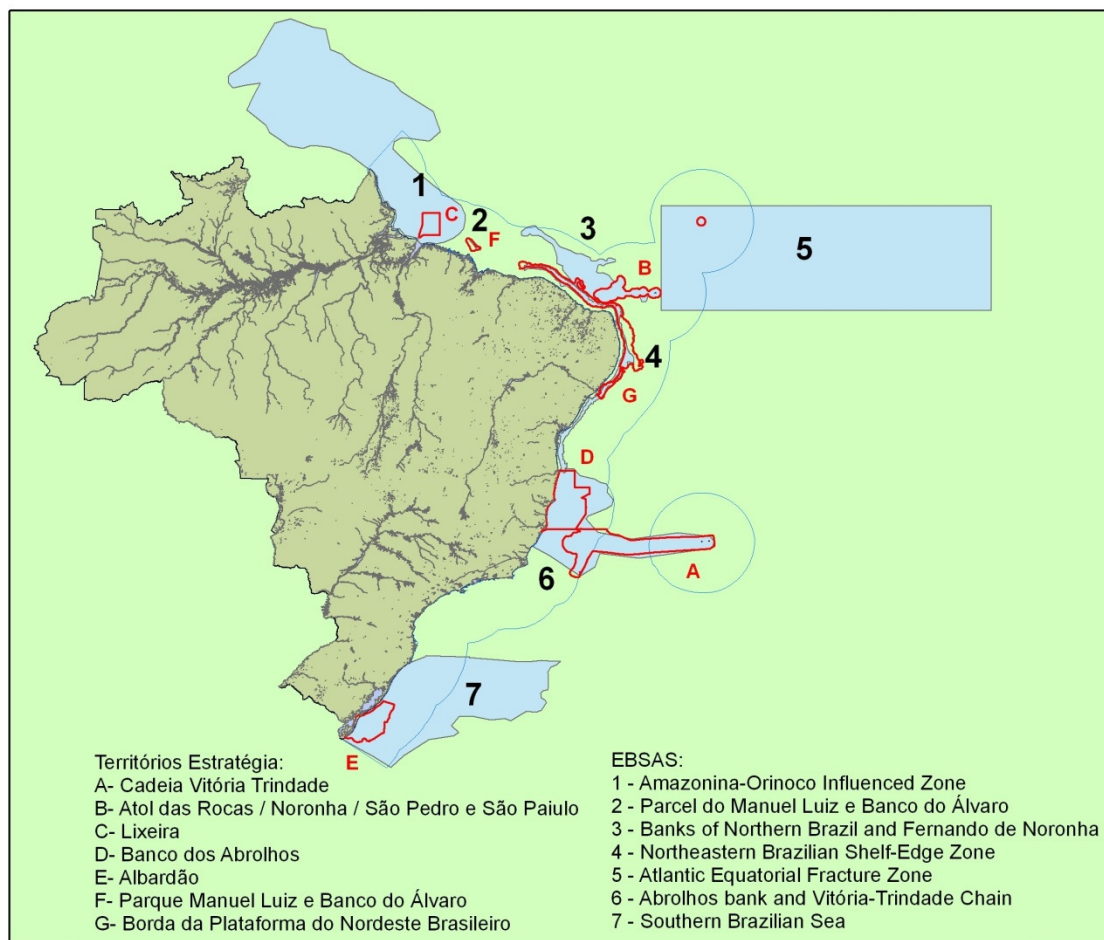 1
2
C
F
3
5
B
4
G
D
6
A
7
E
Territórios Estratégia:
A- Cadeia Vitória Trindade
B- Atol das Rocas / Noronha / São Pedro e São Paiulo
C- Lixeira
D- Banco dos Abrolhos
E- Albardão
F- Parque Manuel Luiz e Banco do Álvaro
G- Borda da Plataforma do Nordeste Brasileiro
EBSAS:
1 - Amazonina-Orinoco Influenced Zone
2 - Parcel do Manuel Luiz e Banco do Álvaro
3 - Banks of Northern Brazil and Fernando de Noronha
4 - Northeastern Brazilian Shelf-Edge Zone
5 - Atlantic Equatorial Fracture Zone
6 - Abrolhos bank and Vitória-Trindade Chain
7 - Southern Brazilian Sea